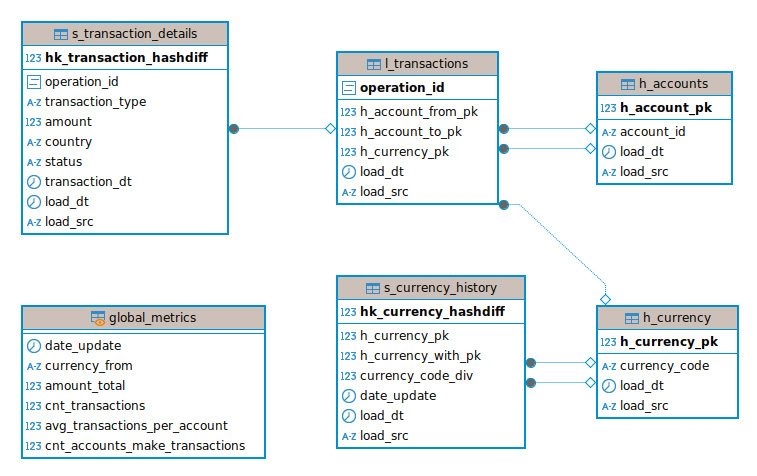 s_transaction_details
123 hk_transaction_hashdiff
operation_id
A-Z transaction_type
123 amount
A-Z country
A-Z status
transaction_dt
load_dt
A-Z load_src
l_transactions
operation_id
123 h_account_from_pk
123 h_account_to_pk
123 h_currency_pk
load_dt
A-Z load_src
h_accounts
123 h_account_pk
A-Z account_id
load_dt
A-Z load_src
global_metrics
date_update
A-Z currency_from
123 amount_total
123 cnt_transactions
123 avg_transactions_per_account
123 cnt_accounts_make_transactions
s_currency_history
123 hk_currency_hashdiff
123 h_currency_pk
123 h_currency_with_pk
123 currency_code_div
date_update
load_dt
A-Z load_src
h_currency
123 h_currency_pk
A-Z currency_code
load_dt
A-Z load_src